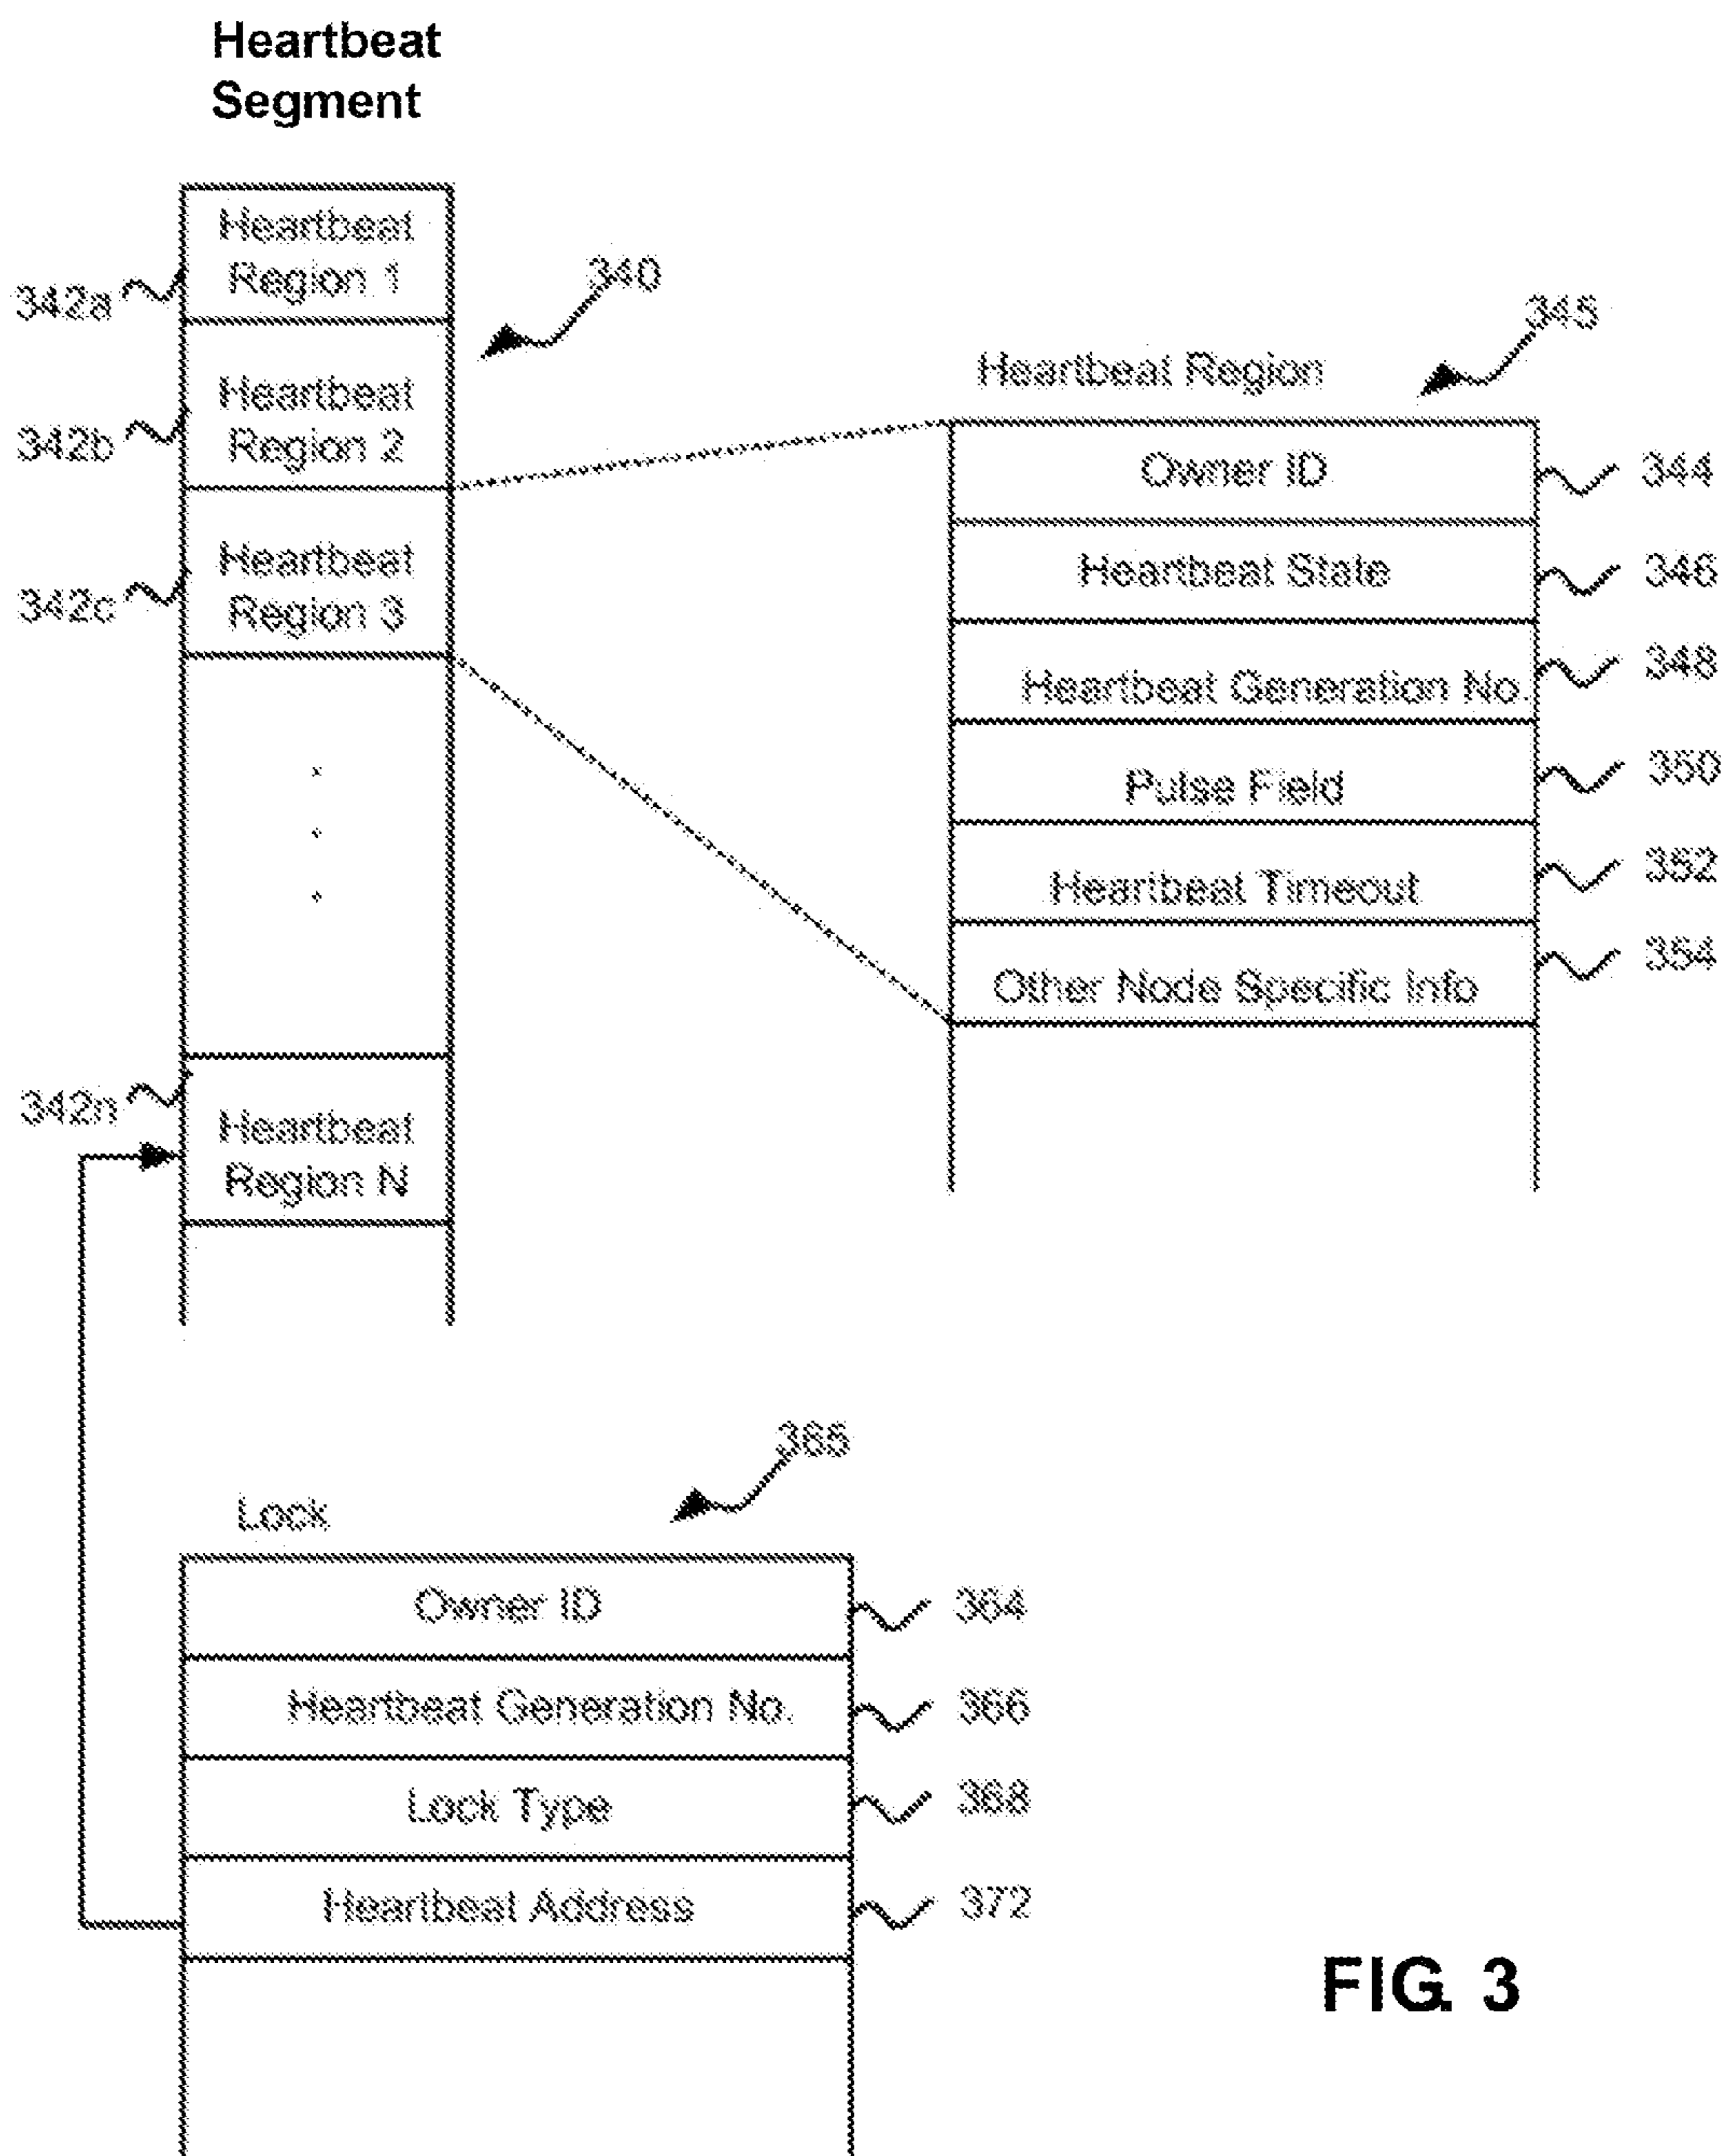 Heartbeat
Segment
Heartbeat
Region 1
342a
340
Heartbeat
Region 2
342b
Heartbeat
Region 3
342c
342n
Heartbeat
Region N
345
Heartbeat Region
Owner ID
344
Heartbeat State
346
Heartbeat Generation No.
348
Pulse Field
350
Heartbeat Timeout
352
Other Node Specific Info
354
365
Lock
Owner ID
364
Heartbeat Generation No.
366
Lock Type
368
Heartbeat Address
372
FIG. 3